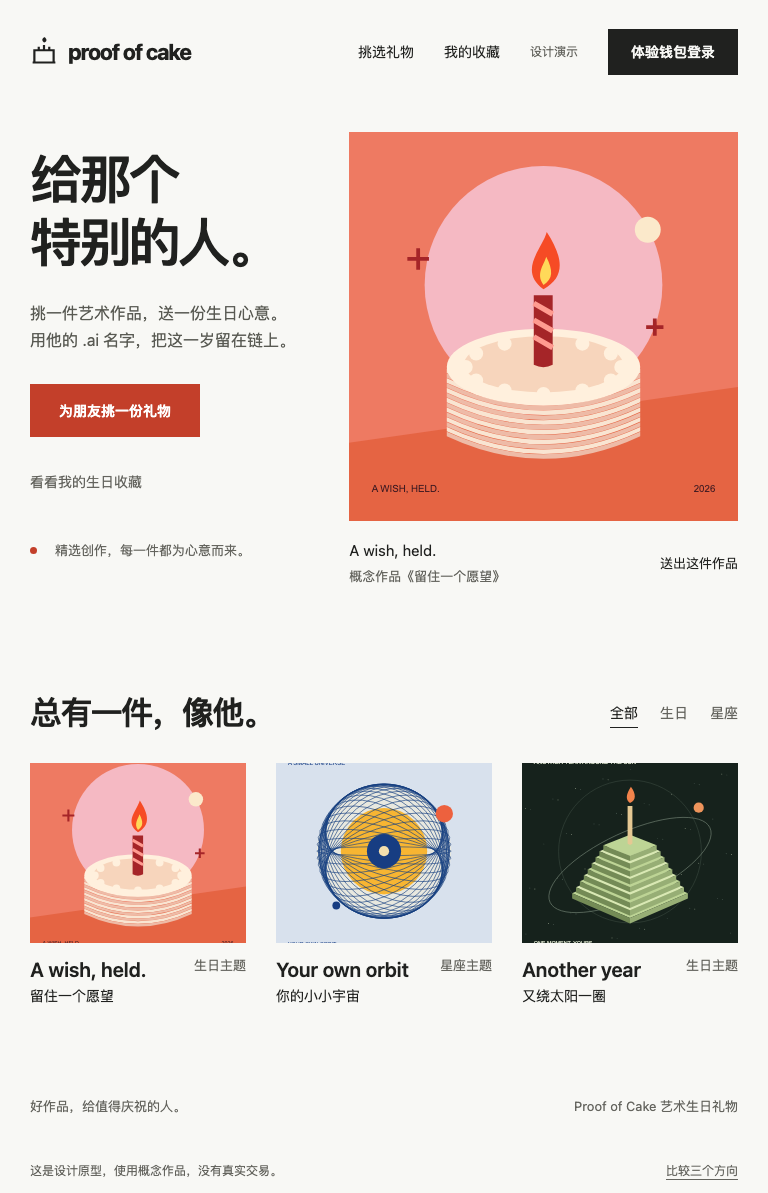 proof of cake
挑选礼物
我的收藏
设计演示
体验钱包登录
给那个
特别的人。
挑一件艺术作品，送一份生日心意。
用他的 .ai 名字，把这一岁留在链上。
为朋友挑一份礼物
看看我的生日收藏
精选创作，每一件都为心意而来。
A WISH, HELD.
2026
A wish, held.
概念作品《留住一个愿望》
送出这件作品
总有一件，像他。
全部
生日
星座
A wish, held.
生日主题
留住一个愿望
Your own orbit
星座主题
你的小小宇宙
Another year
生日主题
又绕太阳一圈
好作品，给值得庆祝的人。
Proof of Cake 艺术生日礼物
这是设计原型，使用概念作品，没有真实交易。
比较三个方向